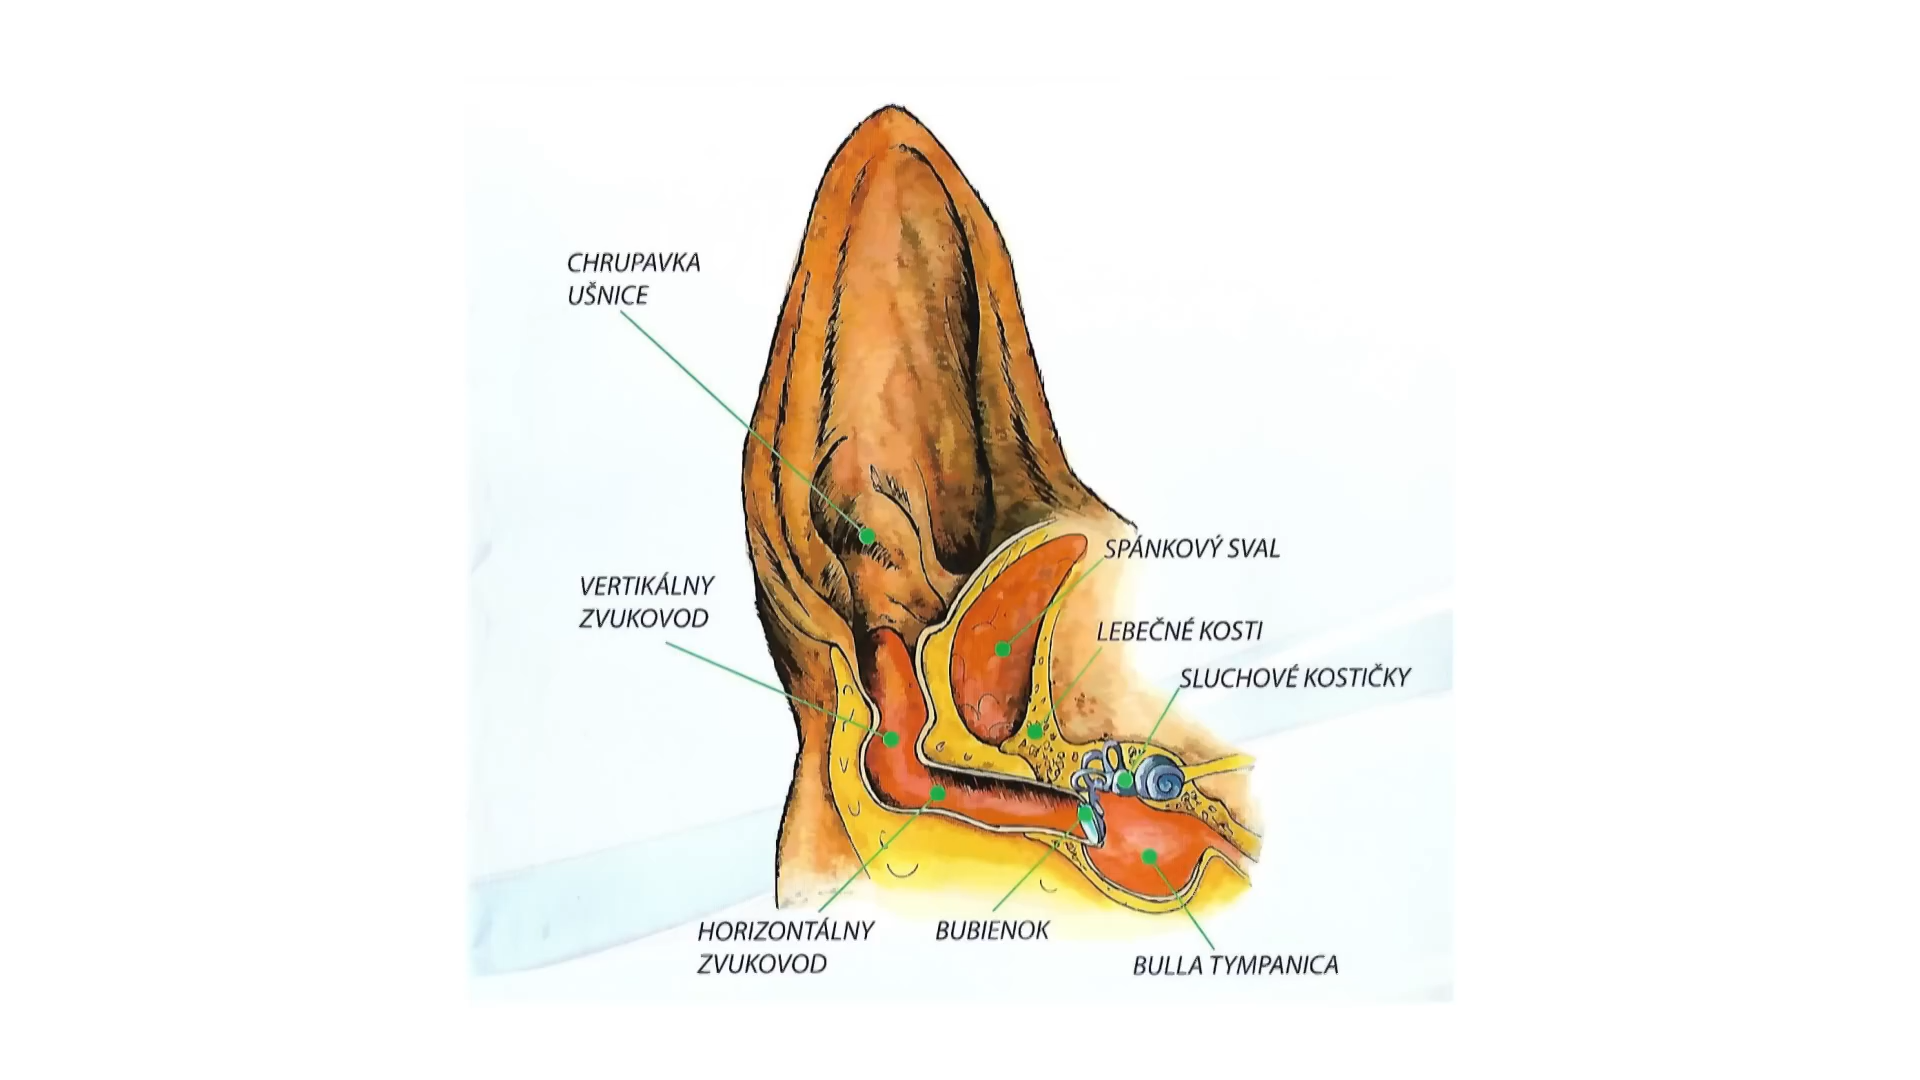 CHRUPAVKA
UŠNICE
SPÁNKOVÝ SVAL
VERTIKÁLNY
ZVUKOVOD
LEBEČNÉ KOSTI
SLUCHOVÉ KOSTIČKY
HORIZONTÁLNY
ZVUKOVOD
BUBIENOK
BULLA TYMPANICA